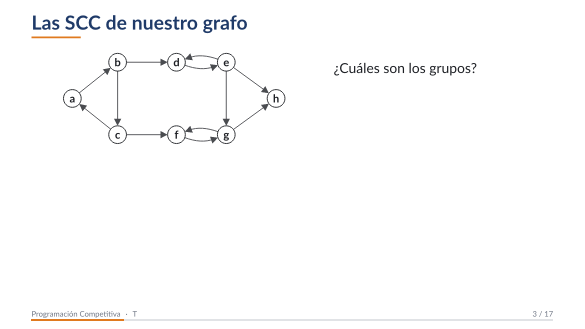 Las SCC de nuestro grafo
b d e
¿Cuáles son los grupos?
a h
c f g
Programación Competitiva · T 3 / 17